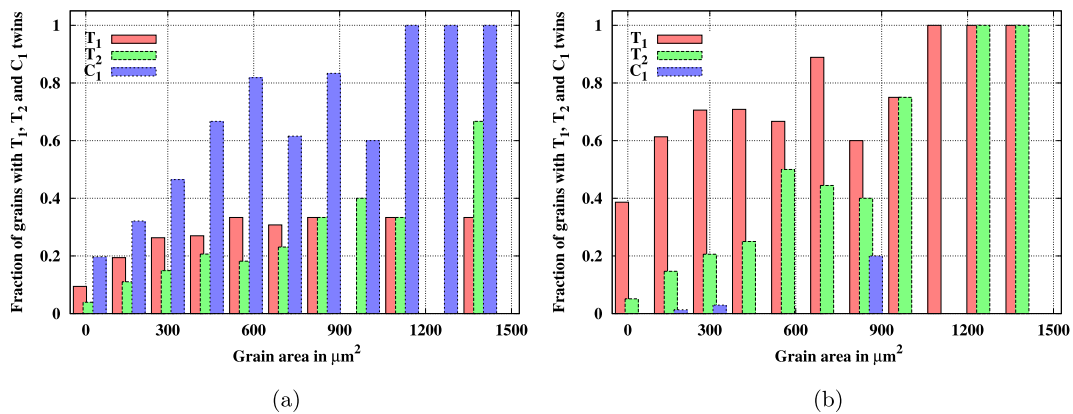 Fraction of grains with T1, T2 and C1 twins
1
0.8
0.6
0.4
0.2
0
T1
T2
C1
0 300 600 900 1200 1500
Grain area in μm²
(a)
Fraction of grains with T1, T2 and C1 twins
1
0.8
0.6
0.4
0.2
0
T1
T2
C1
0 300 600 900 1200 1500
Grain area in μm²
(b)